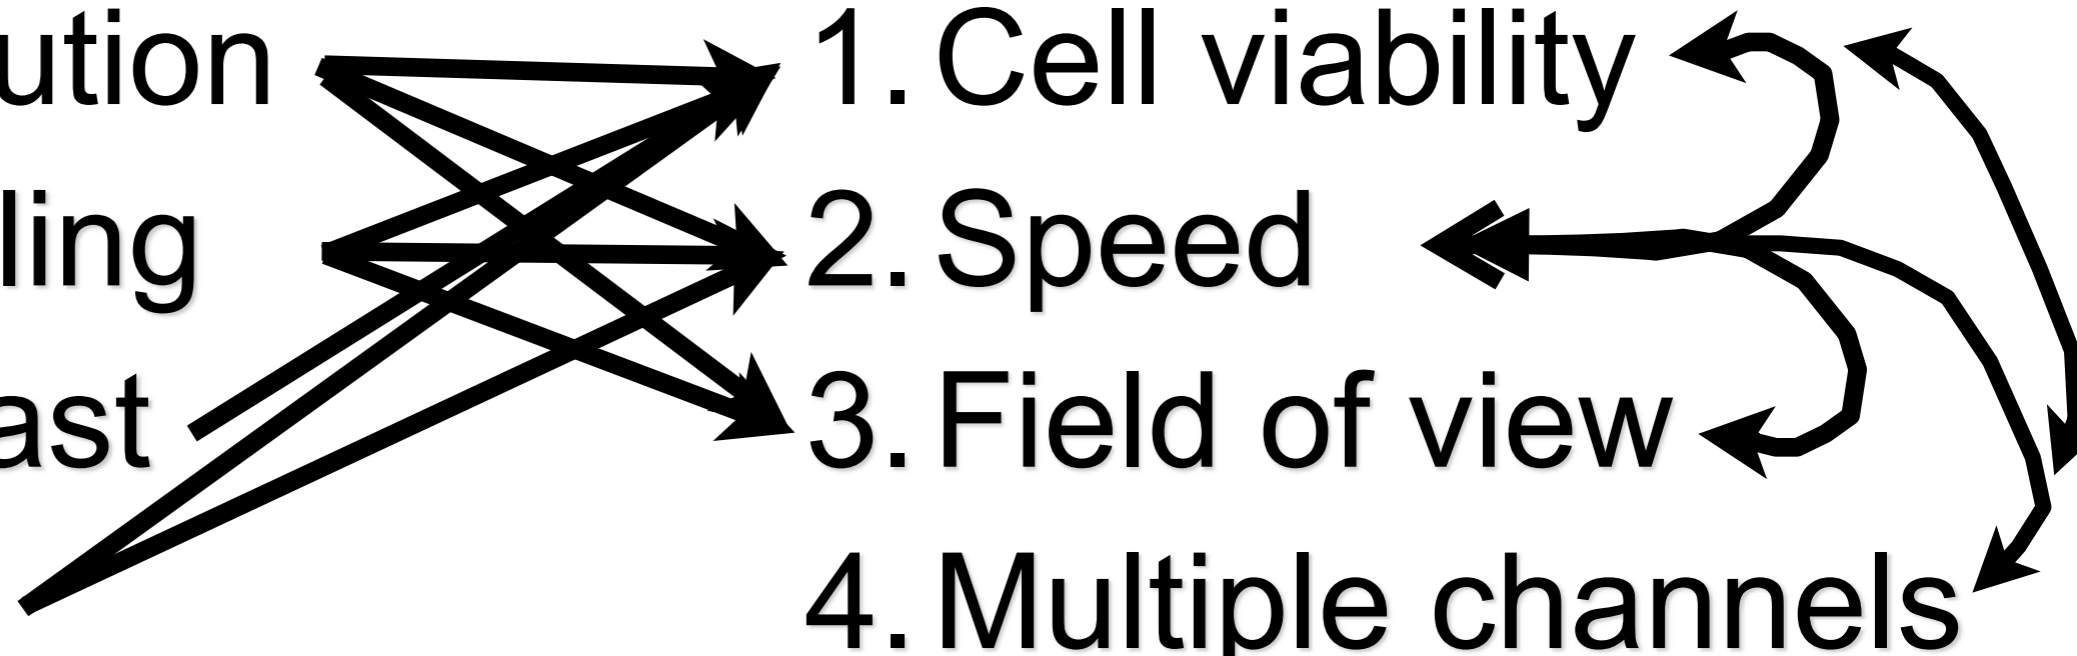 ution 1. Cell viability
ling 2. Speed
ast 3. Field of view
4. Multiple channels